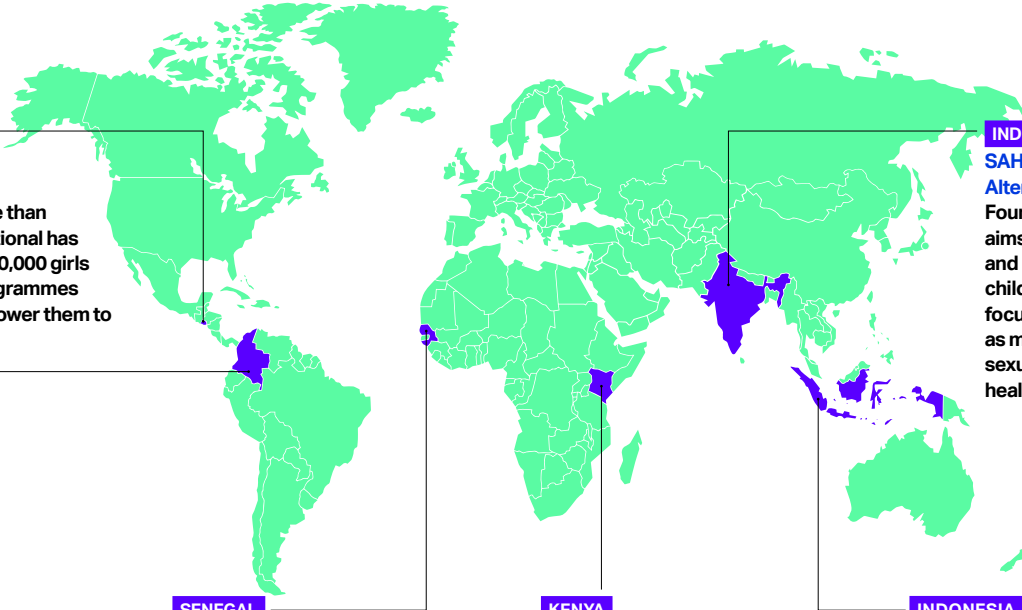 e than
ional has
0,000 girls
grammes
ower them to
IND
SAH
Alter
Four
aims
and
chil
focu
as m
sexu
heal
SENEGAL
KENYA
INDONESIA